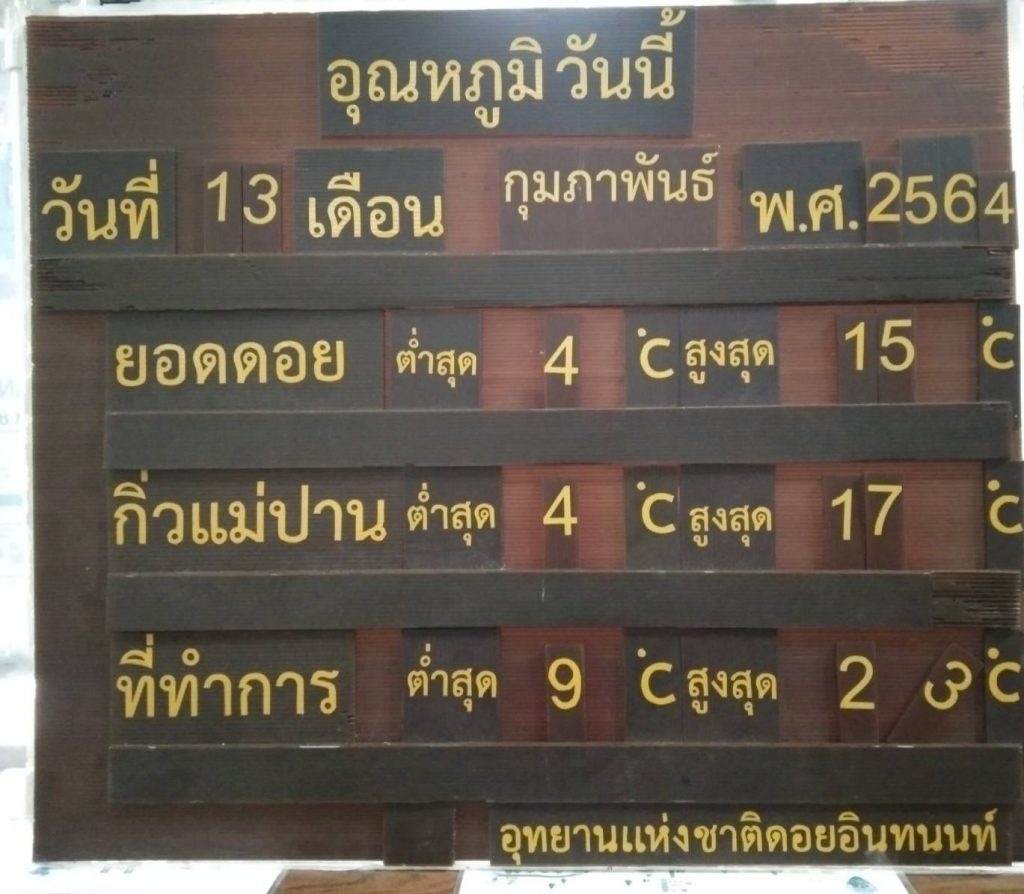 อุณหภูมิ วันนี้
วันที่ 13 เดือน กุมภาพันธ์ พ.ศ. 2564
ยอดดอย ต่ำสุด 4 °C สูงสุด 15 °C
กิ่วแม่ปาน ต่ำสุด 4 °C สูงสุด 17 °C
ที่ทำการ ต่ำสุด 9 °C สูงสุด 23 °C
อุทยานแห่งชาติดอยอินทนนท์